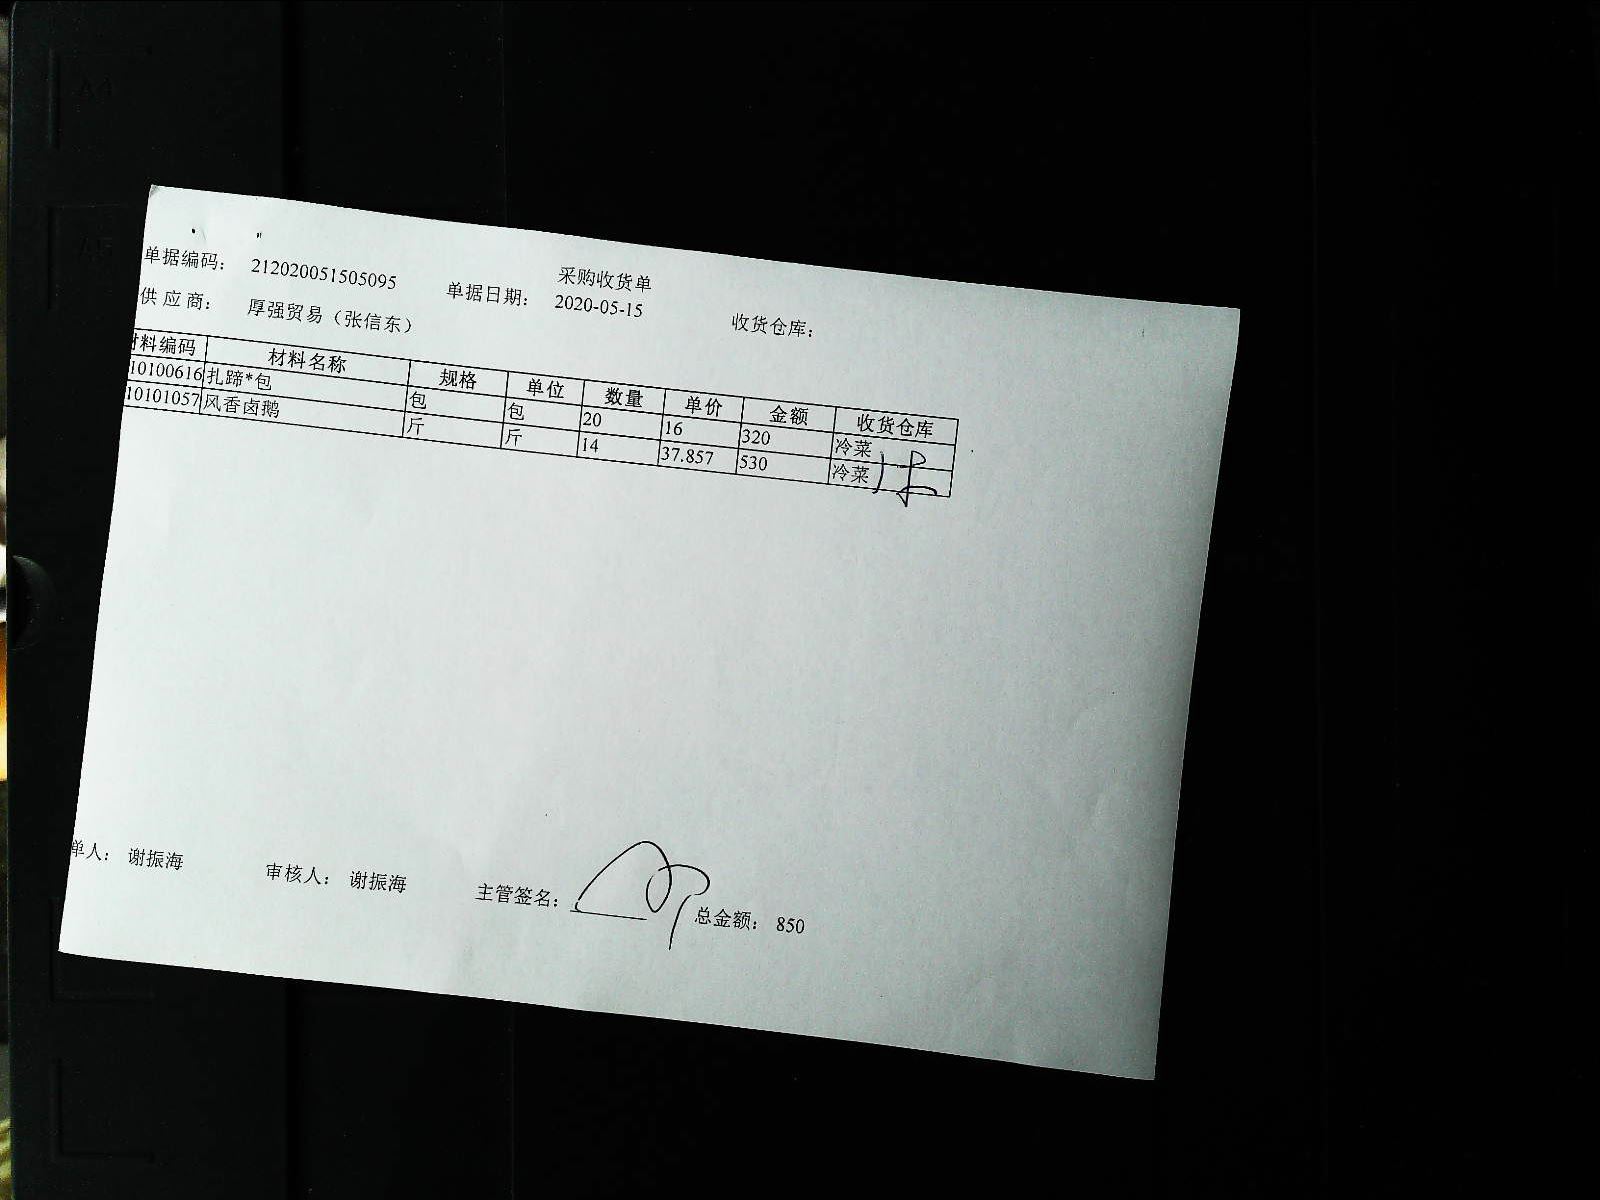 采购收货单
单据编码： 212020051505095 单据日期： 2020-05-15 收货仓库：
供 应 商： 厚强贸易（张信东）
材料编码 材料名称 规格 单位 数量 单价 金额 收货仓库
10100616 扎蹄*包 包 包 20 16 320 冷菜
10101057 风香卤鹅 斤 斤 14 37.857 530 冷菜
单人： 谢振海 审核人： 谢振海 主管签名： 总金额： 850